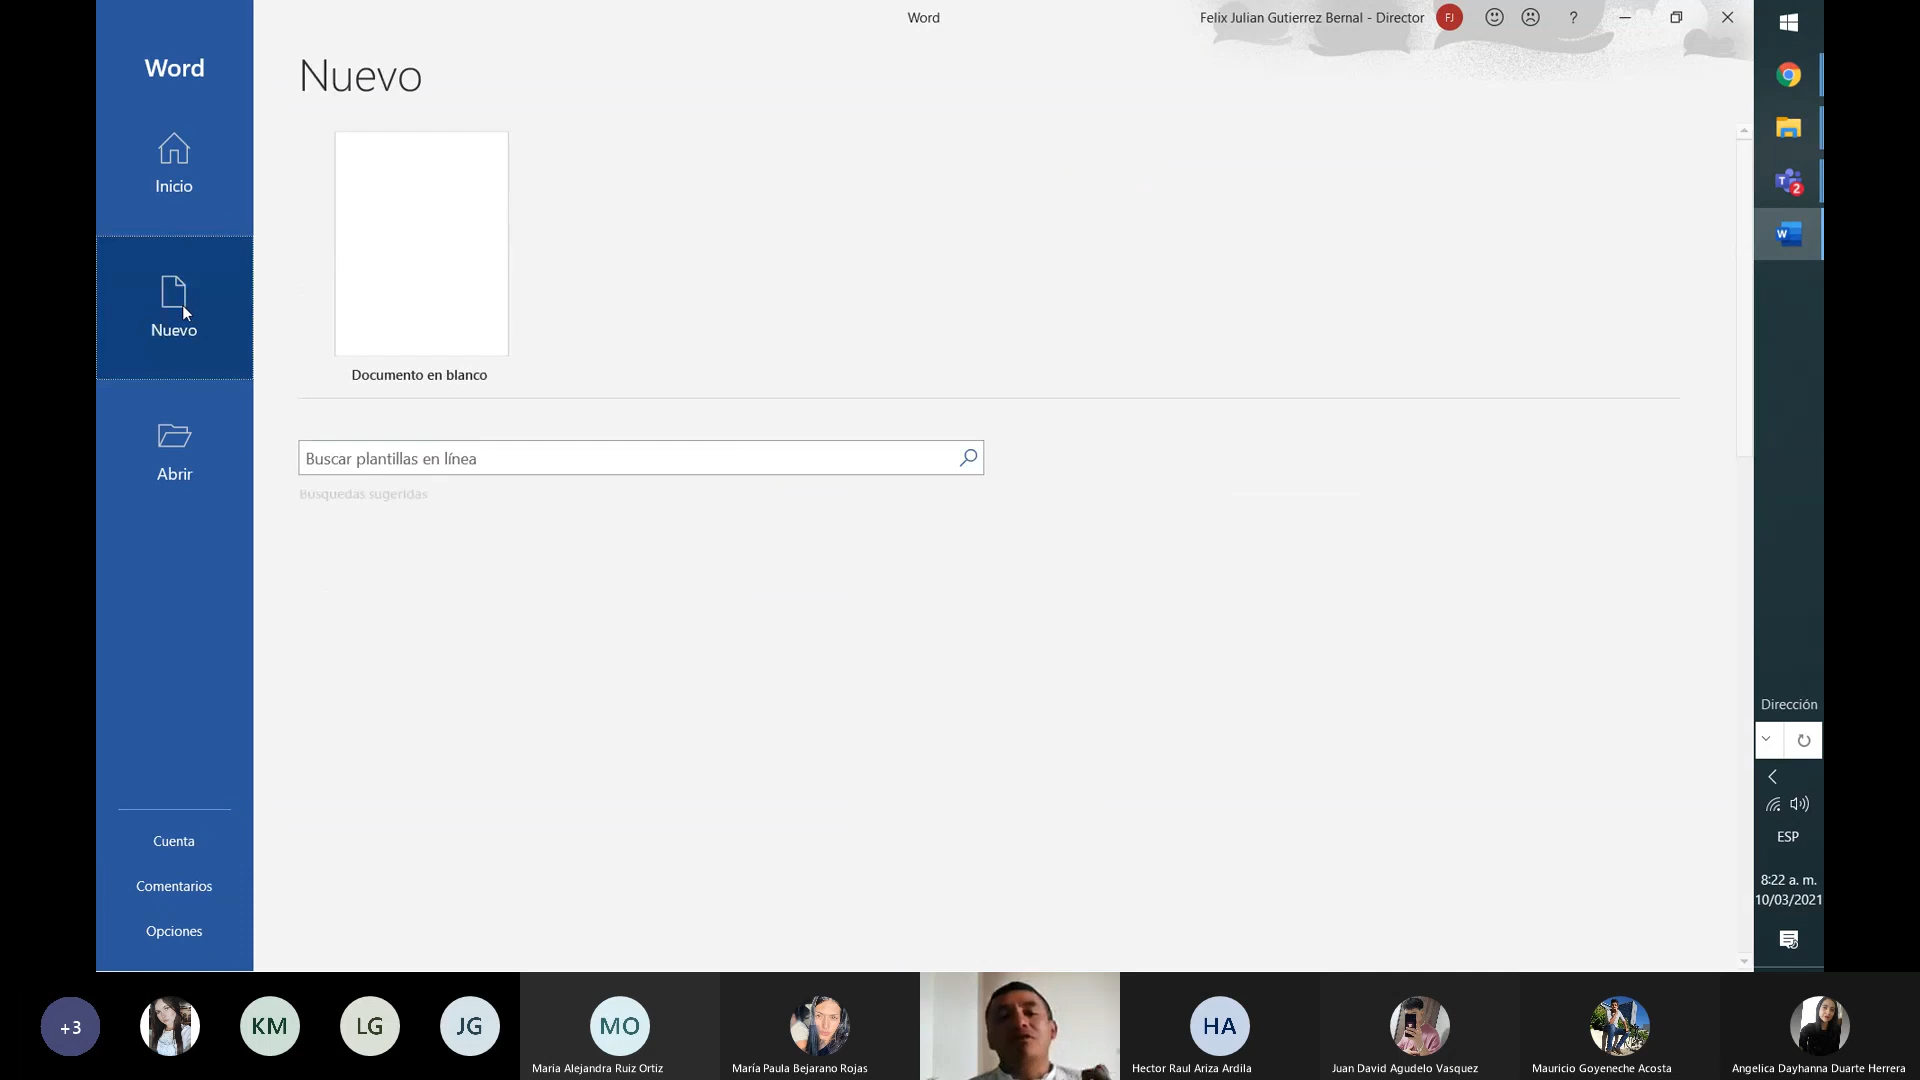 Word
Felix Julian Gutierrez Bernal - Director
FJ
?
Word
Nuevo
Inicio
Nuevo
Abrir
Documento en blanco
Buscar plantillas en línea
Búsquedas sugeridas
Cuenta
Comentarios
Opciones
T
2
W
Dirección
ESP
8:22 a. m.
10/03/2021
+3
KM
LG
JG
MO
HA
Maria Alejandra Ruiz Ortiz
María Paula Bejarano Rojas
Hector Raul Ariza Ardila
Juan David Agudelo Vasquez
Mauricio Goyeneche Acosta
Angelica Dayhanna Duarte Herrera